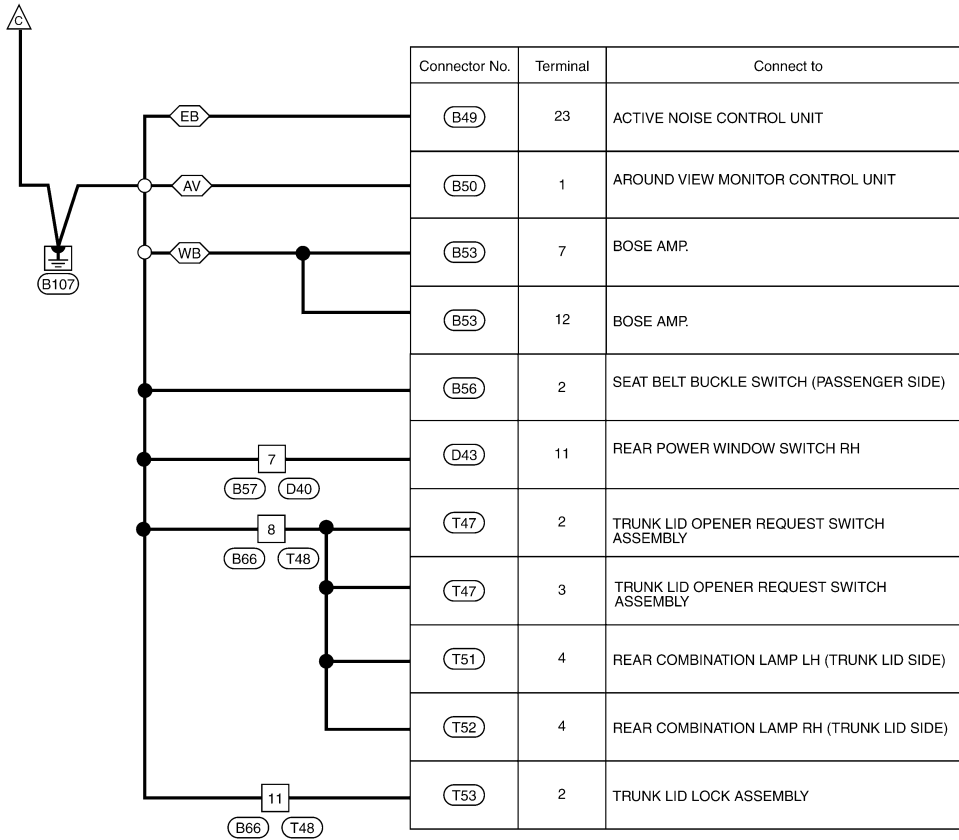 C
Connector No. Terminal Connect to
EB B49 23 ACTIVE NOISE CONTROL UNIT
AV B50 1 AROUND VIEW MONITOR CONTROL UNIT
WB B53 7 BOSE AMP.
B107
B53 12 BOSE AMP.
B56 2 SEAT BELT BUCKLE SWITCH (PASSENGER SIDE)
7 D43 11 REAR POWER WINDOW SWITCH RH
B57 D40
8 T47 2 TRUNK LID OPENER REQUEST SWITCH
ASSEMBLY
B66 T48
T47 3 TRUNK LID OPENER REQUEST SWITCH
ASSEMBLY
T51 4 REAR COMBINATION LAMP LH (TRUNK LID SIDE)
T52 4 REAR COMBINATION LAMP RH (TRUNK LID SIDE)
11 T53 2 TRUNK LID LOCK ASSEMBLY
B66 T48